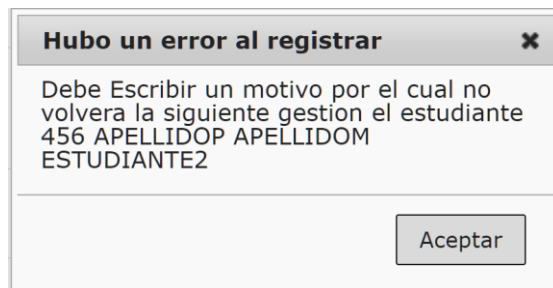 Hubo un error al registrar
Debe Escribir un motivo por el cual no
volvera la siguiente gestion el estudiante
456 APELLIDOP APELLIDOM
ESTUDIANTE2
Aceptar